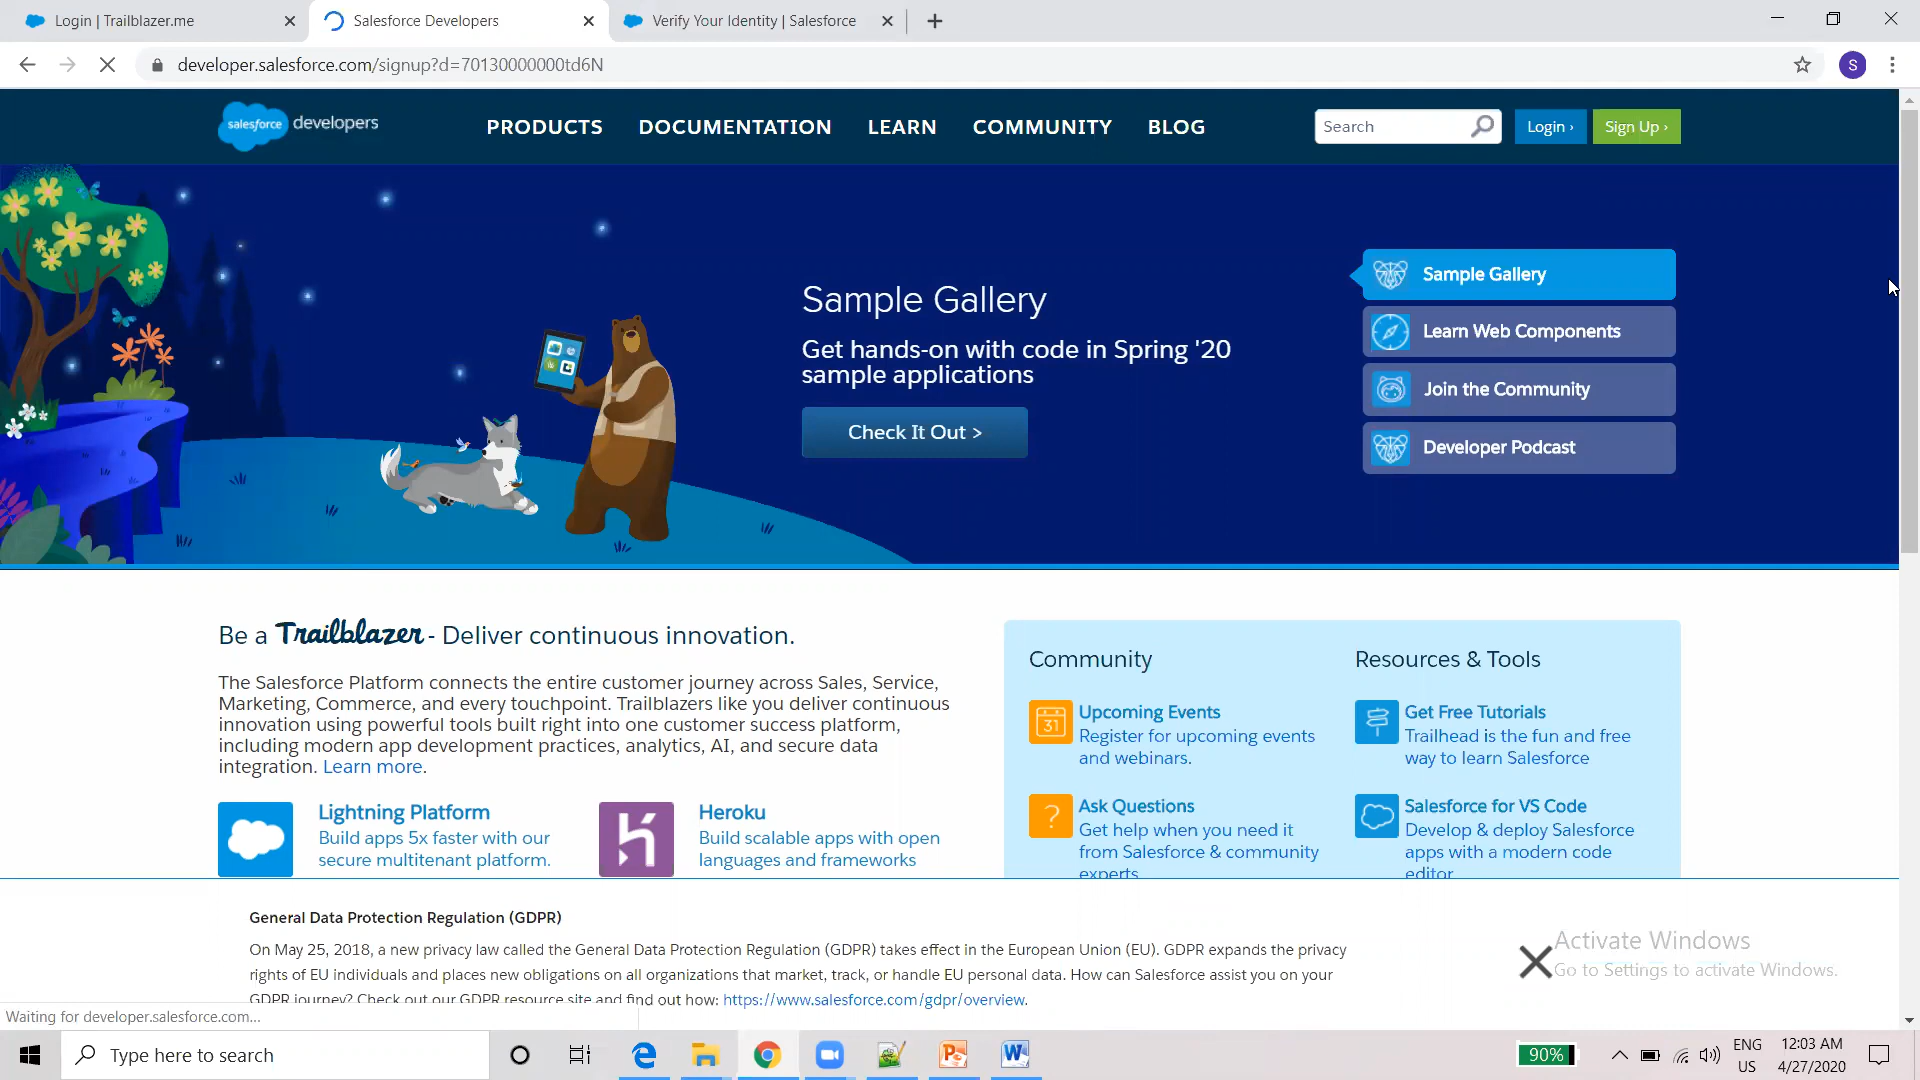 Login | Trailblazer.me
Salesforce Developers
Verify Your Identity | Salesforce
developer.salesforce.com/signup?d=70130000000td6N
S
salesforce developers
PRODUCTS
DOCUMENTATION
LEARN
COMMUNITY
BLOG
Search
Login ›
Sign Up ›
Sample Gallery
Get hands-on with code in Spring '20
sample applications
Check It Out >
Sample Gallery
Learn Web Components
Join the Community
Developer Podcast
Be a Trailblazer - Deliver continuous innovation.
The Salesforce Platform connects the entire customer journey across Sales, Service,
Marketing, Commerce, and every touchpoint. Trailblazers like you deliver continuous
innovation using powerful tools built right into one customer success platform,
including modern app development practices, analytics, AI, and secure data
integration. Learn more.
Lightning Platform
Build apps 5x faster with our
secure multitenant platform.
Heroku
Build scalable apps with open
languages and frameworks
Community
31
Upcoming Events
Register for upcoming events
and webinars.
?
Ask Questions
Get help when you need it
from Salesforce & community
experts
Resources & Tools
Get Free Tutorials
Trailhead is the fun and free
way to learn Salesforce
Salesforce for VS Code
Develop & deploy Salesforce
apps with a modern code
editor
General Data Protection Regulation (GDPR)
On May 25, 2018, a new privacy law called the General Data Protection Regulation (GDPR) takes effect in the European Union (EU). GDPR expands the privacy
rights of EU individuals and places new obligations on all organizations that market, track, or handle EU personal data. How can Salesforce assist you on your
GDPR journey? Check out our GDPR resource site and find out how: https://www.salesforce.com/gdpr/overview.
Activate Windows
Go to Settings to activate Windows.
Waiting for developer.salesforce.com...
Type here to search
90%
ENG
US
12:03 AM
4/27/2020